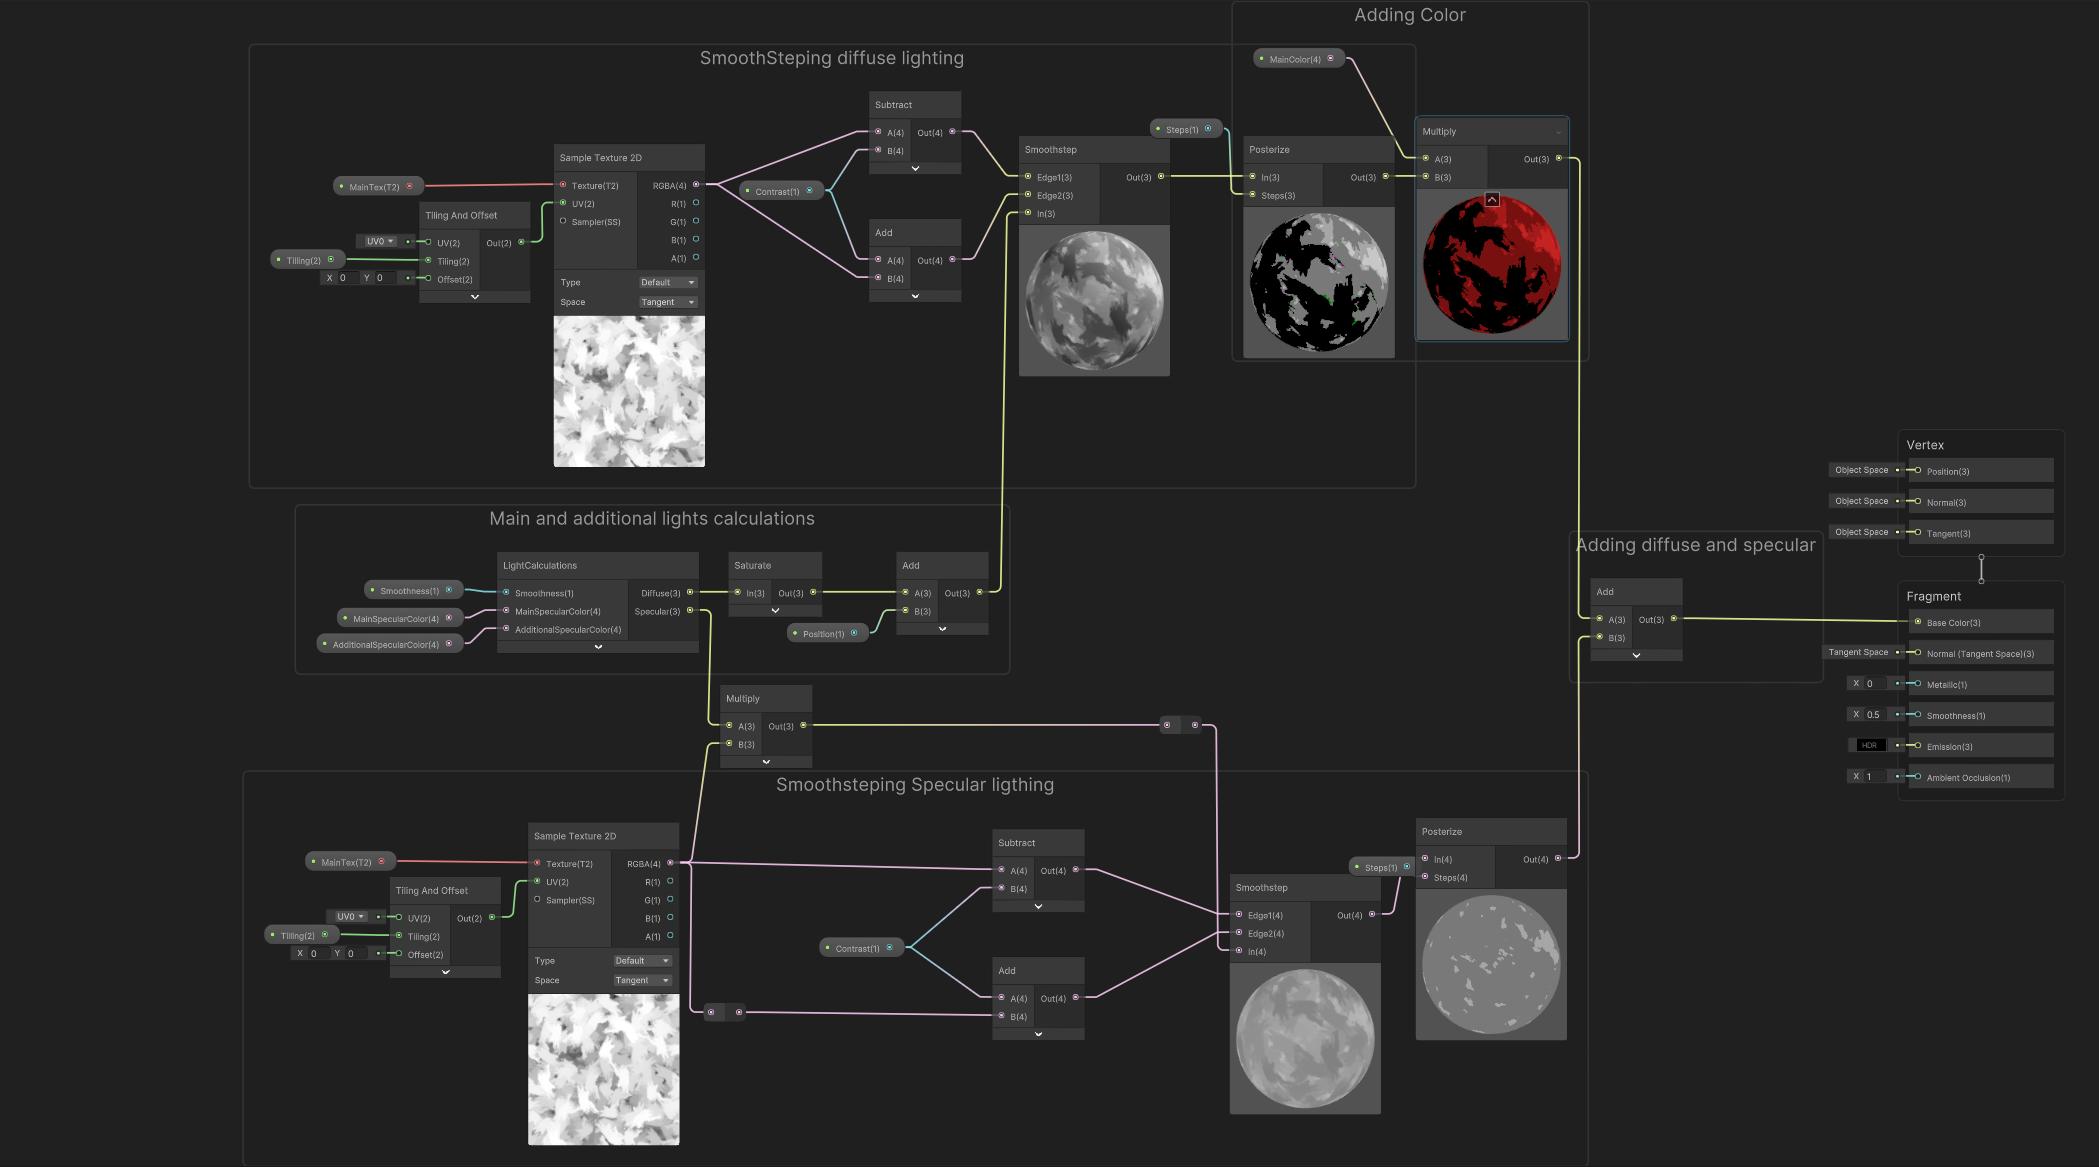 Adding Color
MainColor(4)
Multiply
A(3) Out(3)
B(3)
SmoothSteping diffuse lighting
MainTex(T2)
Tiling And Offset
UV0
UV(2) Out(2)
Tilling(2)
Tiling(2)
X 0 Y 0
Offset(2)
Sample Texture 2D
Texture(T2) RGBA(4)
UV(2) R(1)
Sampler(SS) G(1)
B(1)
A(1)
Type Default
Space Tangent
Contrast(1)
Subtract
A(4) Out(4)
B(4)
Add
A(4) Out(4)
B(4)
Smoothstep
Edge1(3) Out(3)
Edge2(3)
In(3)
Steps(1)
Posterize
In(3) Out(3)
Steps(3)
Main and additional lights calculations
Smoothness(1)
MainSpecularColor(4)
AdditionalSpecularColor(4)
LightCalculations
Smoothness(1) Diffuse(3)
MainSpecularColor(4) Specular(3)
AdditionalSpecularColor(4)
Saturate
In(3) Out(3)
Position(1)
Add
A(3) Out(3)
B(3)
Multiply
A(3) Out(3)
B(3)
Smoothsteping Specular ligthing
MainTex(T2)
Tiling And Offset
UV0
UV(2) Out(2)
Tilling(2)
Tiling(2)
X 0 Y 0
Offset(2)
Sample Texture 2D
Texture(T2) RGBA(4)
UV(2) R(1)
Sampler(SS) G(1)
B(1)
A(1)
Type Default
Space Tangent
Contrast(1)
Subtract
A(4) Out(4)
B(4)
Add
A(4) Out(4)
B(4)
Smoothstep
Edge1(4) Out(4)
Edge2(4)
In(4)
Steps(1)
Posterize
In(4) Out(4)
Steps(4)
Adding diffuse and specular
Add
A(3) Out(3)
B(3)
Vertex
Object Space Position(3)
Object Space Normal(3)
Object Space Tangent(3)
Fragment
Base Color(3)
Tangent Space Normal (Tangent Space)(3)
X 0 Metallic(1)
X 0.5 Smoothness(1)
HDR Emission(3)
X 1 Ambient Occlusion(1)